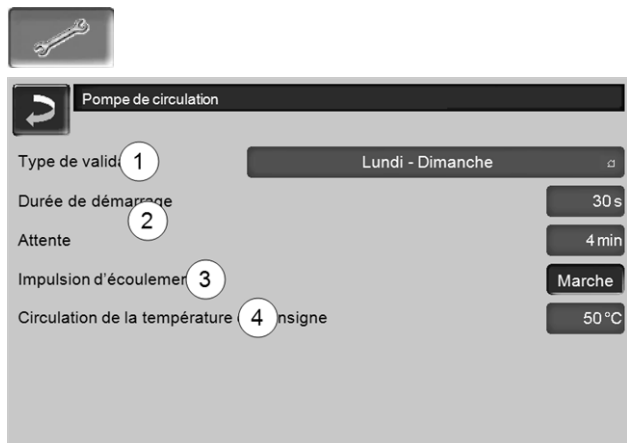 Pompe de circulation
Type de valida 1 Lundi - Dimanche
Durée de démarrage 30 s
2
Attente 4 min
Impulsion d'écoulemen 3 Marche
Circulation de la température 4 nsigne 50 °C